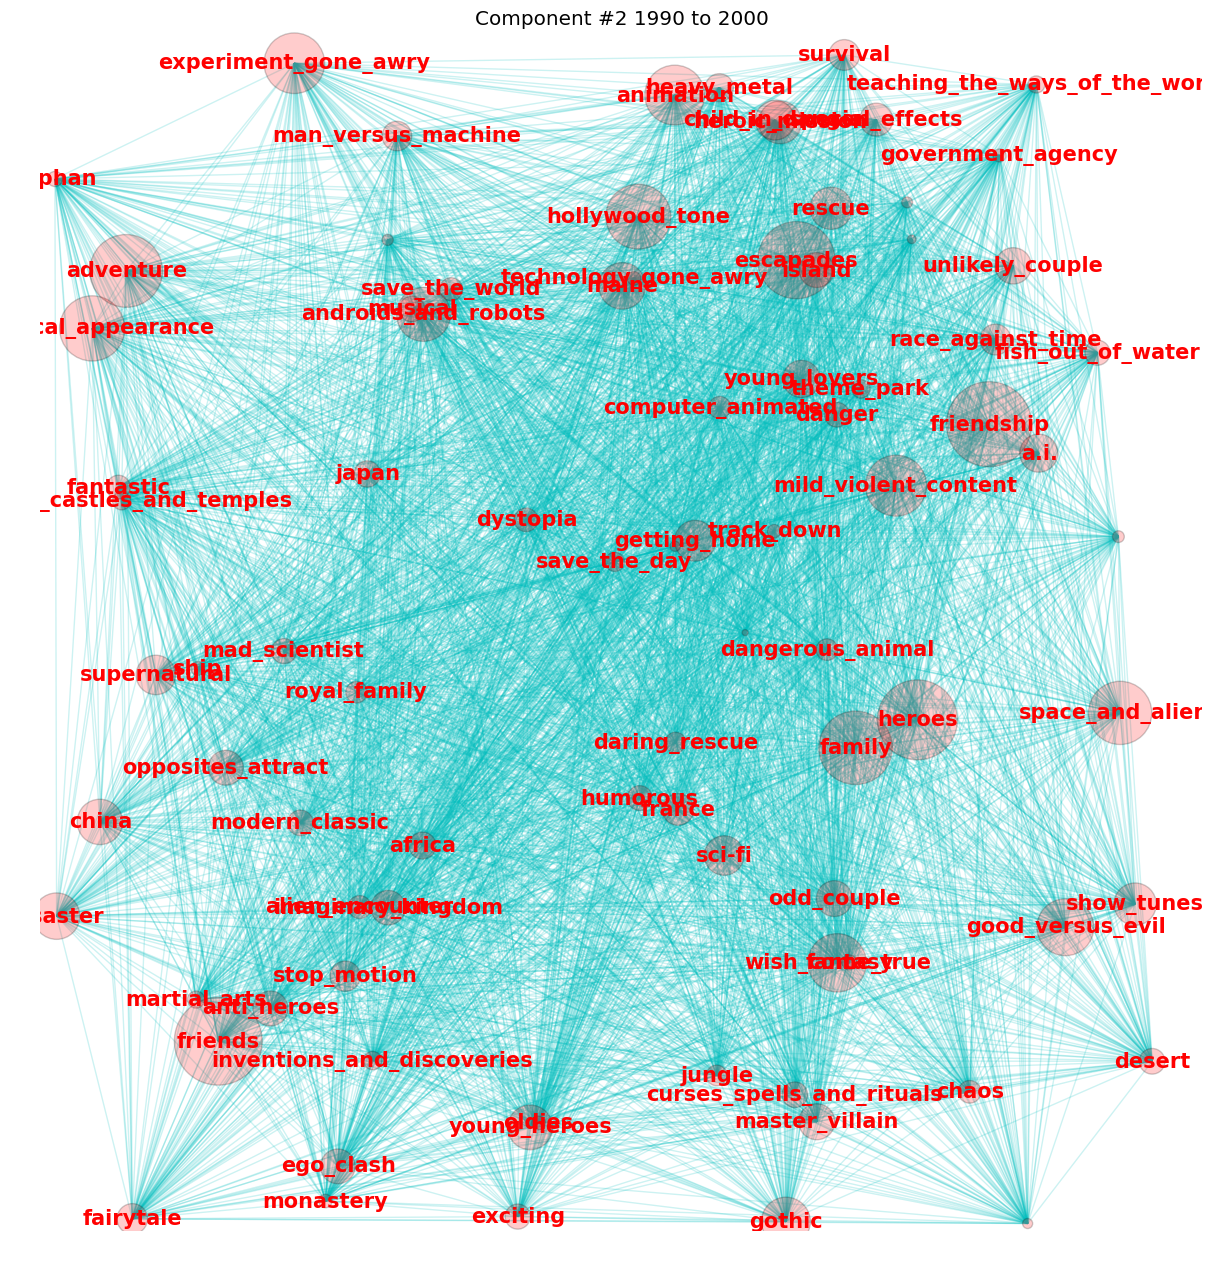 Component #2 1990 to 2000
survival
experiment_gone_awry
teaching_the_ways_of_the_wor
heavy_metal
animation
child_in_danger
special_effects
man_versus_machine
government_agency
phan
rescue
hollywood_tone
escapades
unlikely_couple
adventure
island
technology_gone_awry
maine
save_the_world
musical
androids_and_robots
cal_appearance
race_against_time
fish_out_of_water
young_lovers
theme_park
computer_animated
danger
friendship
a.i.
japan
mild_violent_content
fantastic
_castles_and_temples
dystopia
track_down
getting_home
save_the_day
mad_scientist
dangerous_animal
ship
supernatural
royal_family
space_and_alien
heroes
family
daring_rescue
opposites_attract
humorous
france
china
modern_classic
africa
sci-fi
odd_couple
show_tunes
alien_encounter
imaginary_kingdom
saster
good_versus_evil
wish_come_true
fantasy
stop_motion
martial_arts
anti_heroes
friends
inventions_and_discoveries
desert
jungle
chaos
curses_spells_and_rituals
master_villain
oldies
young_heroes
ego_clash
monastery
exciting
fairytale
gothic